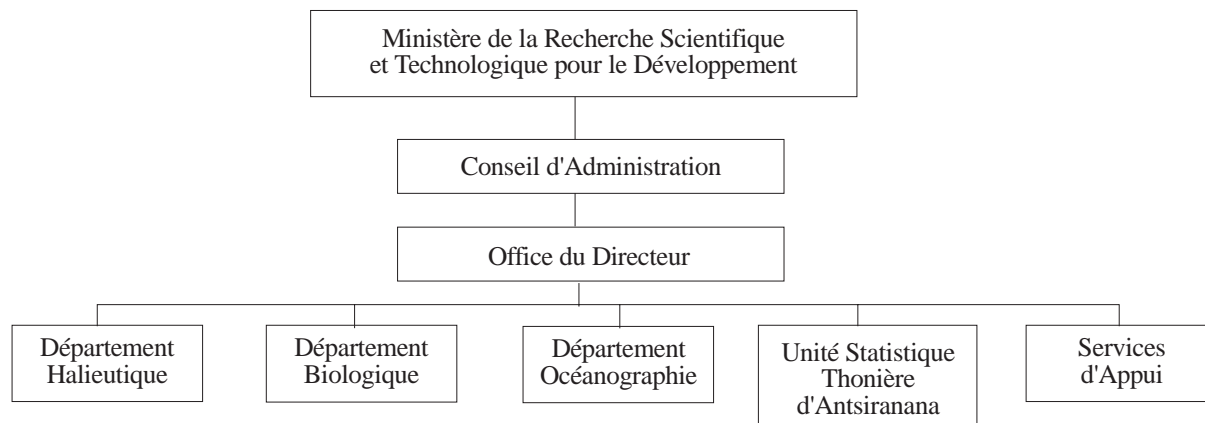 Ministère de la Recherche Scientifique
et Technologique pour le Développement
Conseil d'Administration
Office du Directeur
Département
Halieutique
Département
Biologique
Département
Océanographie
Unité Statistique
Thonière
d'Antsiranana
Services
d'Appui